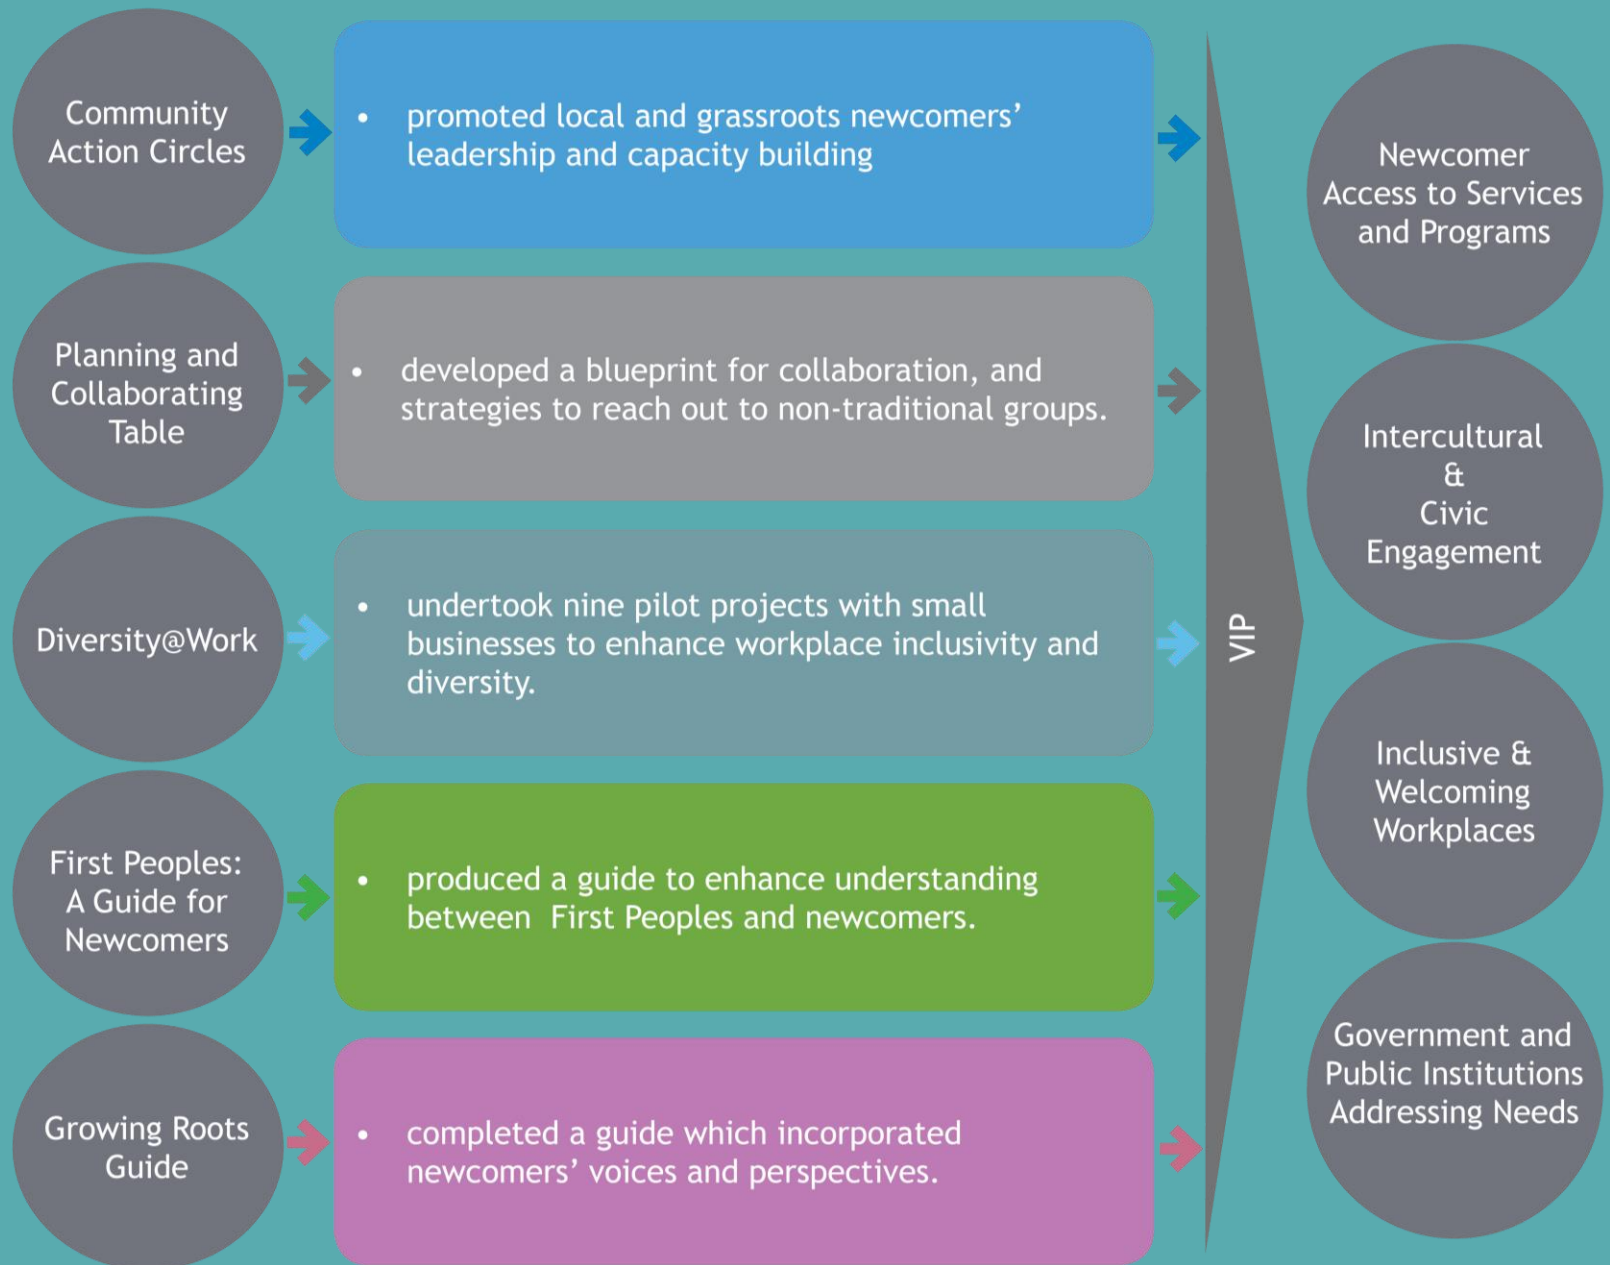 Community
Action Circles
• promoted local and grassroots newcomers’
leadership and capacity building
Planning and
Collaborating
Table
• developed a blueprint for collaboration, and
strategies to reach out to non-traditional groups.
Diversity@Work
• undertook nine pilot projects with small
businesses to enhance workplace inclusivity and
diversity.
First Peoples:
A Guide for
Newcomers
• produced a guide to enhance understanding
between  First Peoples and newcomers.
Growing Roots
Guide
• completed a guide which incorporated
newcomers’ voices and perspectives.
VIP
Newcomer
Access to Services
and Programs
Intercultural
&
Civic
Engagement
Inclusive &
Welcoming
Workplaces
Government and
Public Institutions
Addressing Needs